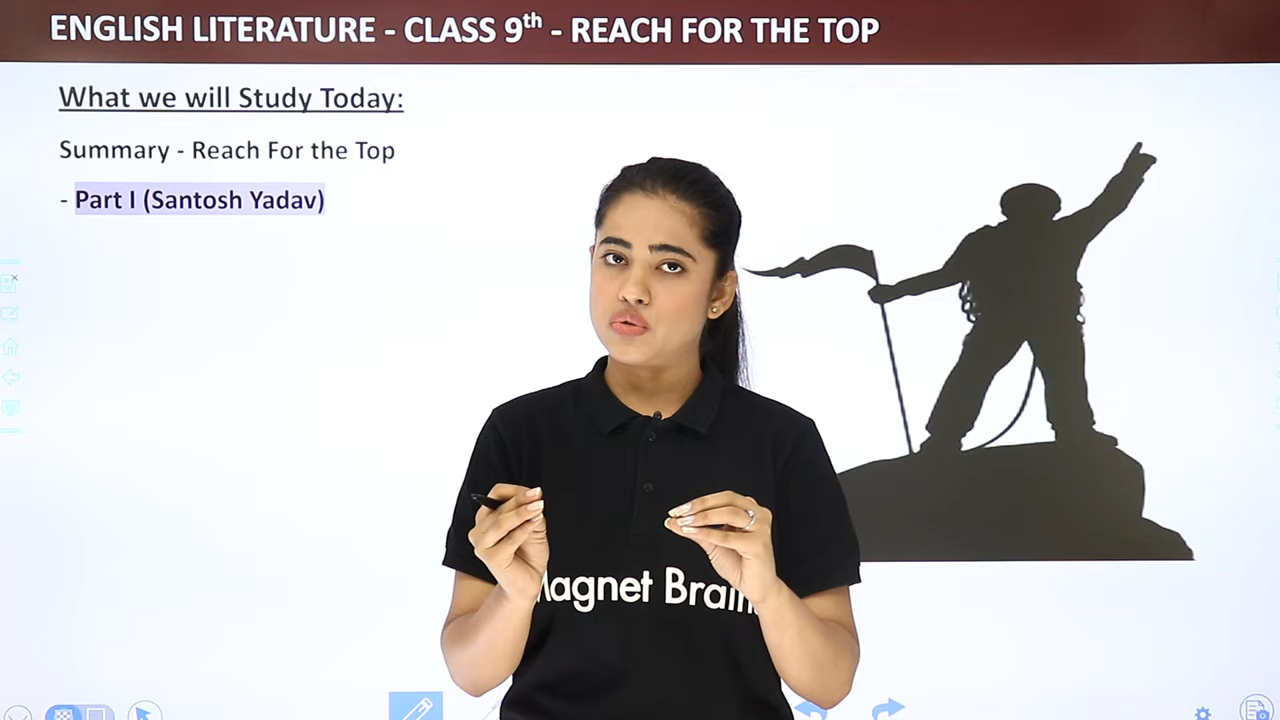 ENGLISH LITERATURE - CLASS 9th - REACH FOR THE TOP
What we will Study Today:
Summary - Reach For the Top
- Part I (Santosh Yadav)
Magnet Brains